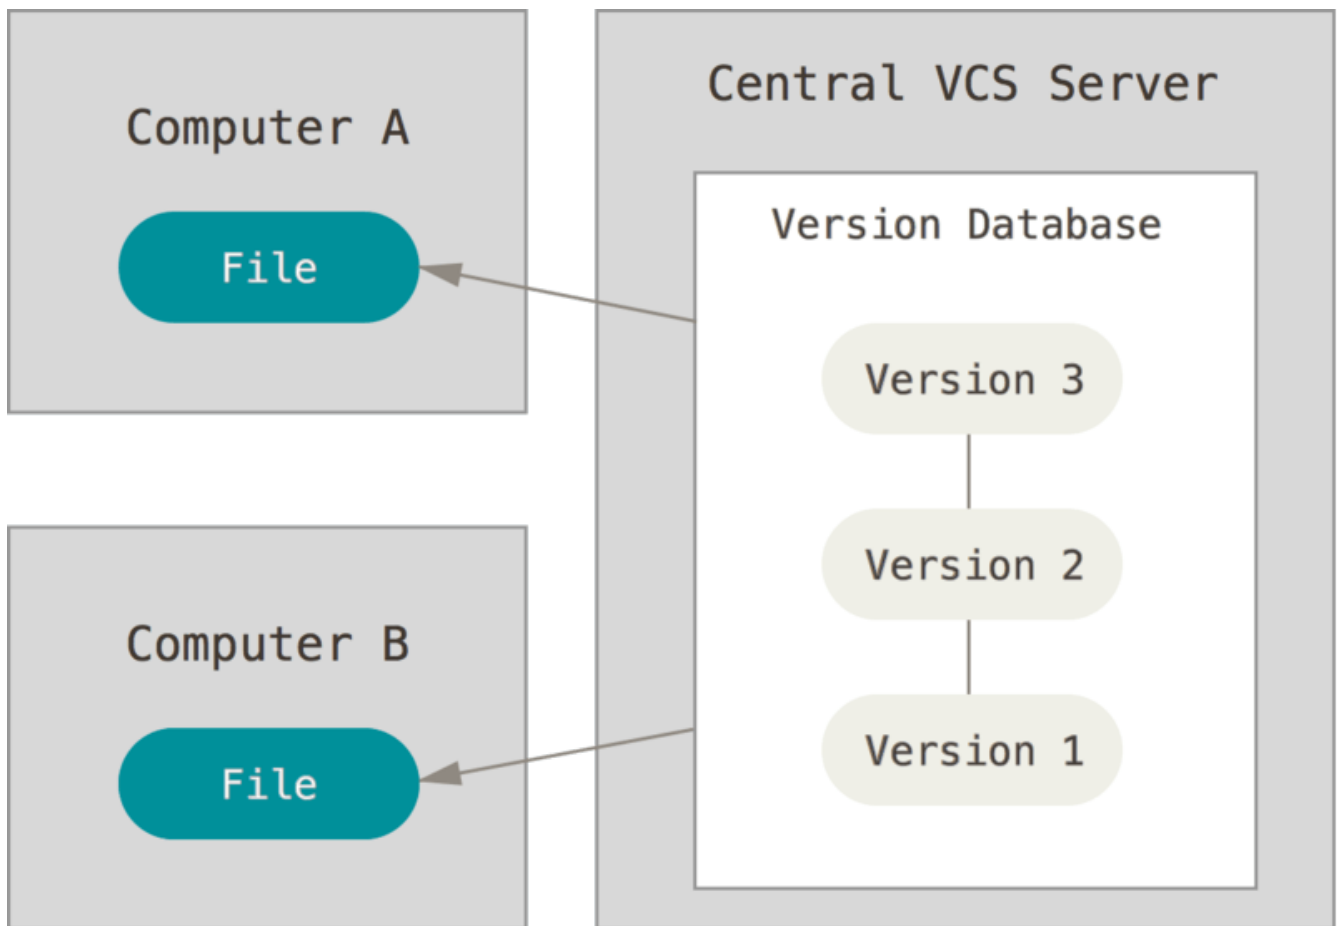 Computer A
File
Computer B
File
Central VCS Server
Version Database
Version 3
Version 2
Version 1